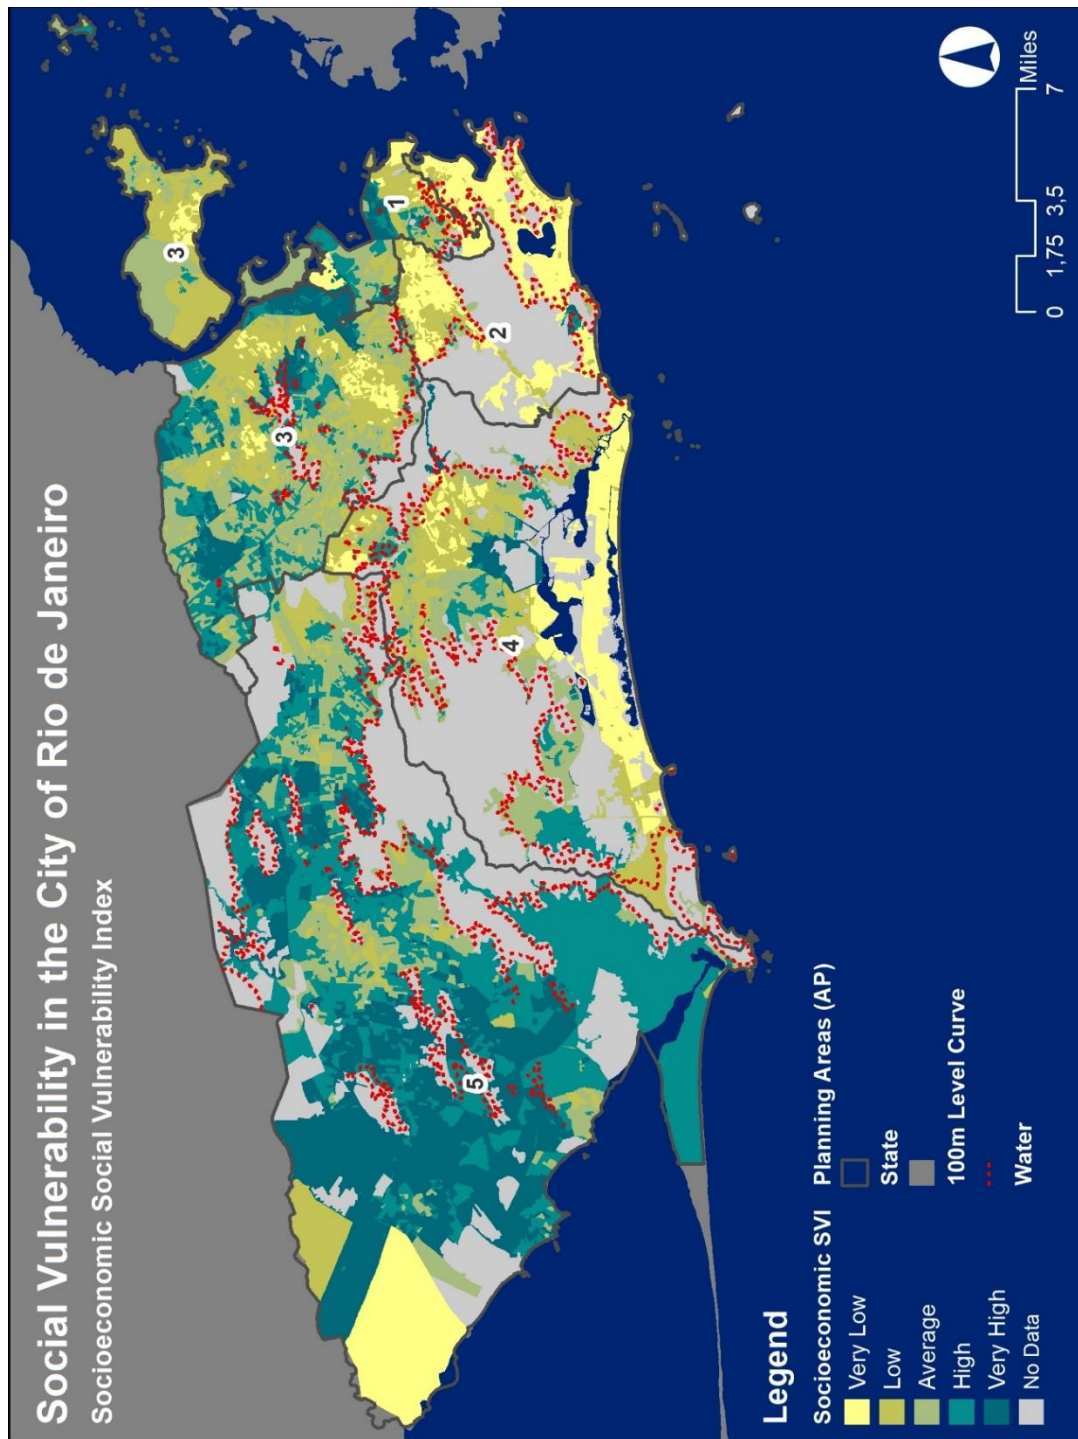 Social Vulnerability in the City of Rio de Janeiro
Socioeconomic Social Vulnerability Index
3
3
1
2
4
5
Legend
Socioeconomic SVI
Very Low
Low
Average
High
Very High
No Data
Planning Areas (AP)
State
100m Level Curve
Water
0 1,75 3,5 7
Miles